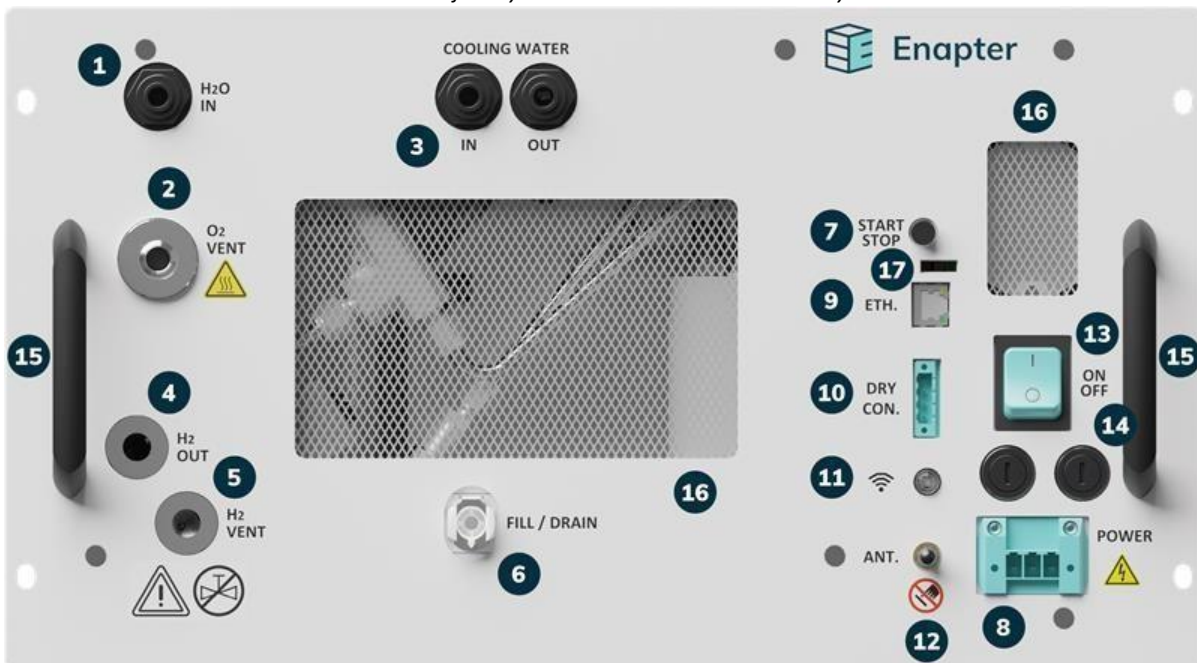 COOLING WATER
Enapter
1
H2O
IN
16
3
IN
OUT
2
O2
VENT
7
START
STOP
17
9
ETH.
13
15
15
ON
OFF
4
10
DRY
CON.
14
H2
OUT
5
11
16
H2
VENT
FILL / DRAIN
POWER
ANT.
6
12
8